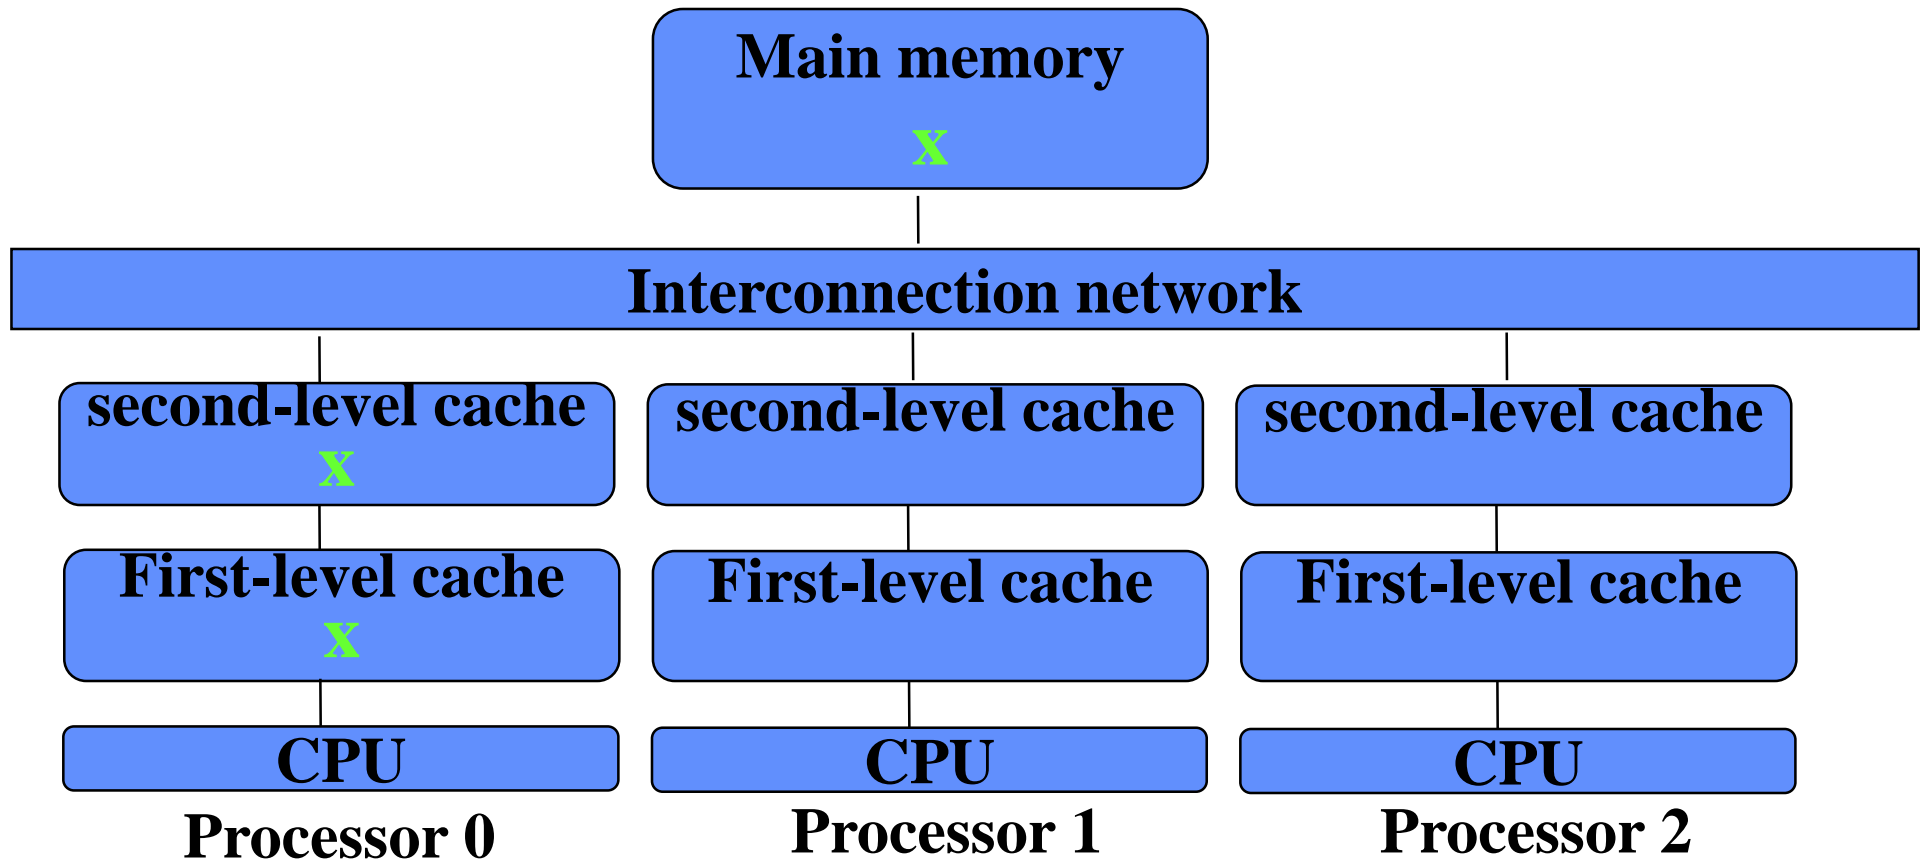 Main memory
x
Interconnection network
second-level cache
x
second-level cache
second-level cache
First-level cache
x
First-level cache
First-level cache
CPU
CPU
CPU
Processor 0
Processor 1
Processor 2